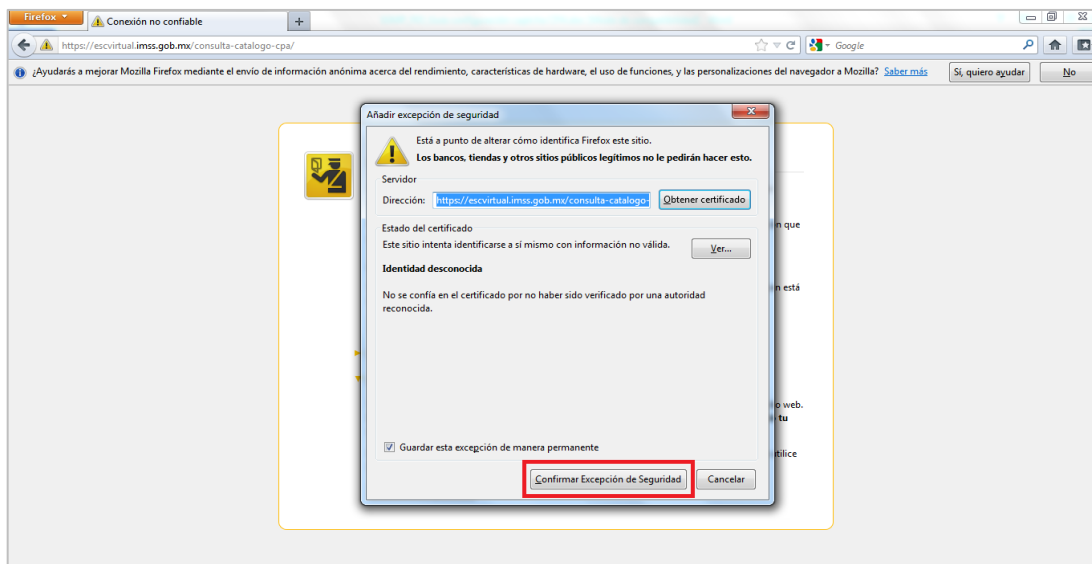 Firefox
Conexión no confiable
https://escvirtual.imss.gob.mx/consulta-catalogo-cpa/
Google
¿Ayudarás a mejorar Mozilla Firefox mediante el envío de información anónima acerca del rendimiento, características de hardware, el uso de funciones, y las personalizaciones del navegador a Mozilla? Saber más
Sí, quiero ayudar
No
Añadir excepción de seguridad
Está a punto de alterar cómo identifica Firefox este sitio.
Los bancos, tiendas y otros sitios públicos legítimos no le pedirán hacer esto.
Servidor
Dirección: https://escvirtual.imss.gob.mx/consulta-catalogo- Obtener certificado
Estado del certificado
Este sitio intenta identificarse a sí mismo con información no válida. Ver...
Identidad desconocida
No se confía en el certificado por no haber sido verificado por una autoridad
reconocida.
n que
n está
o web.
tu
utilice
Guardar esta excepción de manera permanente
Confirmar Excepción de Seguridad
Cancelar